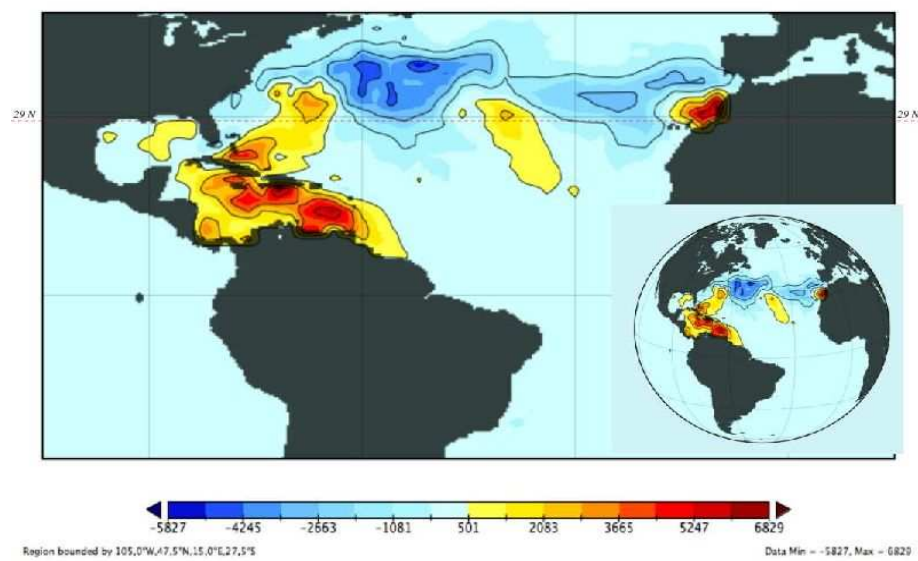 29 N 29 N
-5827 -4245 -2663 -1081 501 2083 3665 5247 6829
Region bounded by 105.0°W,47.5°N,15.0°E,27.5°S Data Min = -5827, Max = 6829